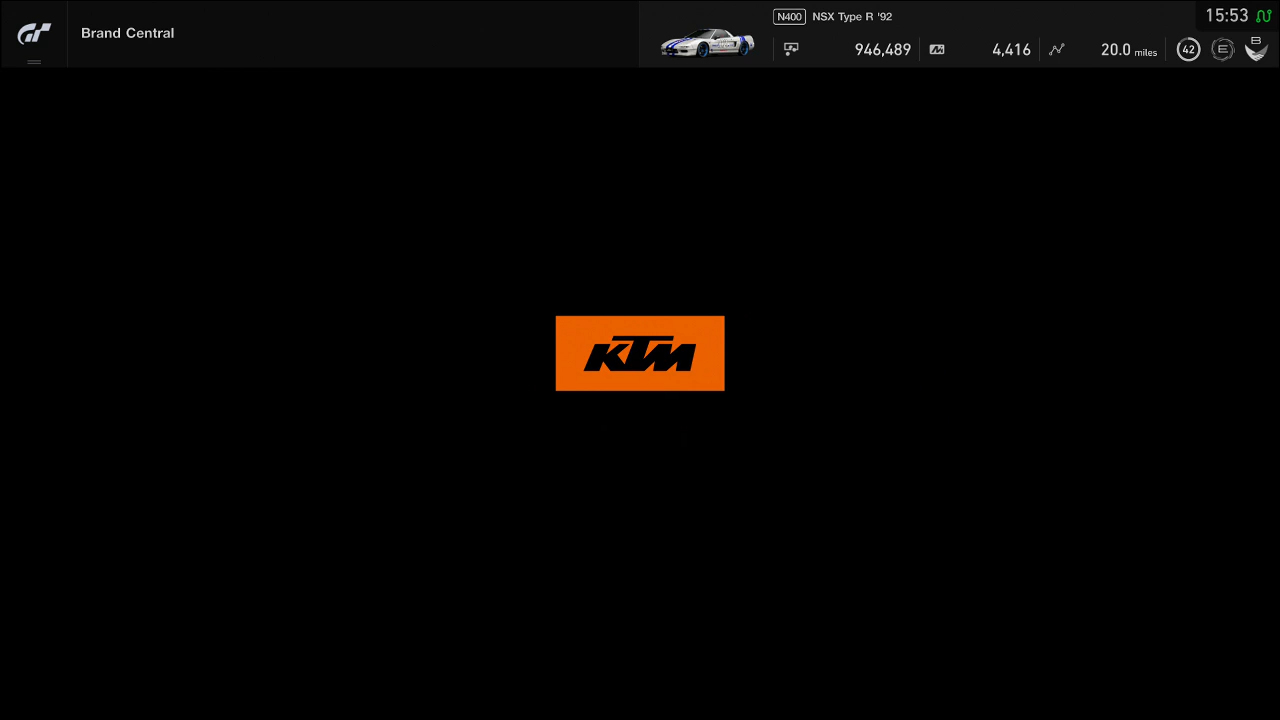 Brand Central
N400 NSX Type R '92
15:53
946,489
4,416
20.0 miles
42
E
B
KTM